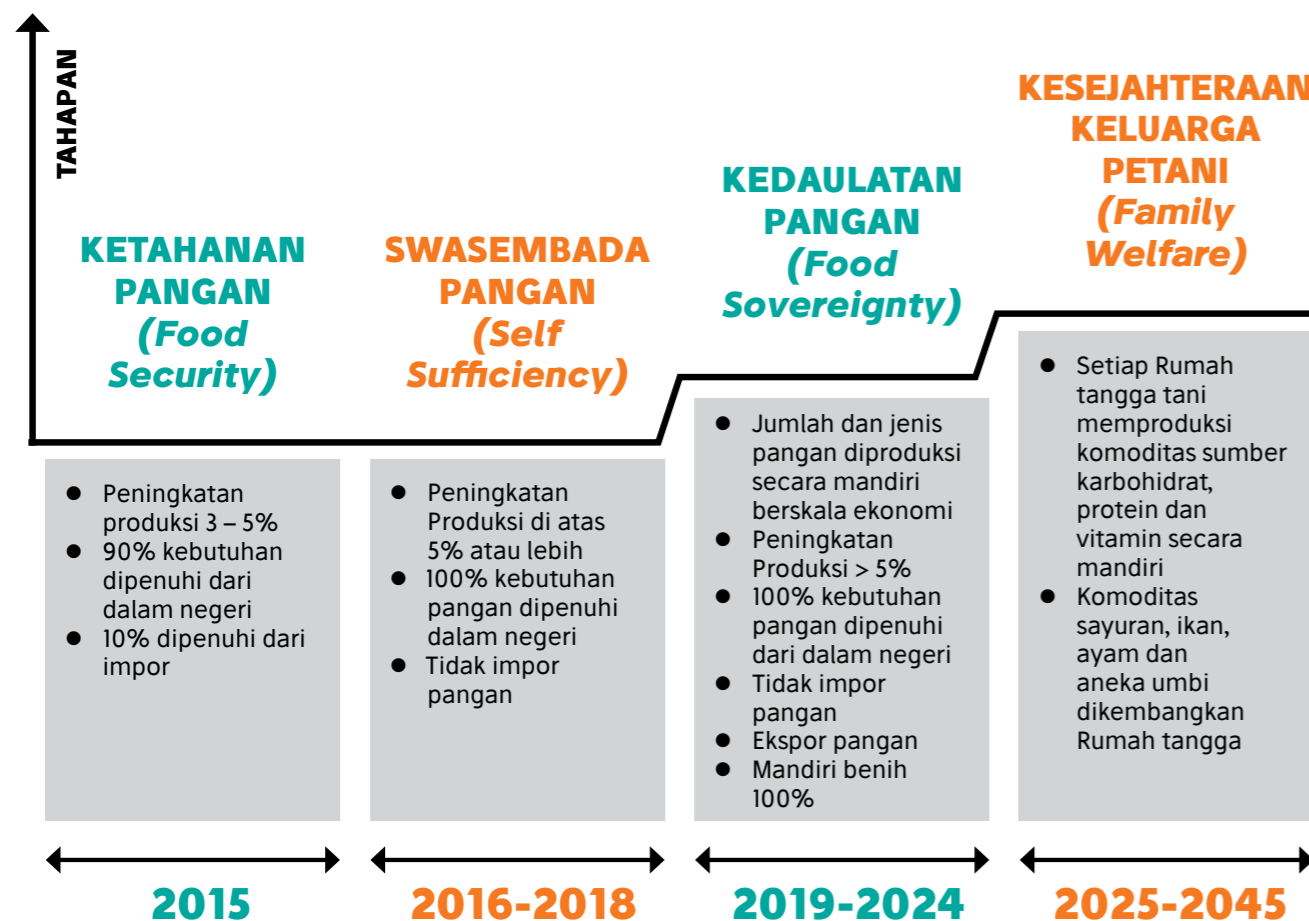 TAHAPAN
KETAHANAN
PANGAN
(Food
Security)
● Peningkatan
produksi 3 – 5%
● 90% kebutuhan
dipenuhi dari
dalam negeri
● 10% dipenuhi dari
impor
2015
SWASEMBADA
PANGAN
(Self
Sufficiency)
● Peningkatan
Produksi di atas
5% atau lebih
● 100% kebutuhan
pangan dipenuhi
dalam negeri
● Tidak impor
pangan
2016-2018
KEDAULATAN
PANGAN
(Food
Sovereignty)
● Jumlah dan jenis
pangan diproduksi
secara mandiri
berskala ekonomi
● Peningkatan
Produksi > 5%
● 100% kebutuhan
pangan dipenuhi
dari dalam negeri
● Tidak impor
pangan
● Ekspor pangan
● Mandiri benih
100%
2019-2024
KESEJAHTERAAN
KELUARGA
PETANI
(Family
Welfare)
● Setiap Rumah
tangga tani
memproduksi
komoditas sumber
karbohidrat,
protein dan
vitamin secara
mandiri
● Komoditas
sayuran, ikan,
ayam dan
aneka umbi
dikembangkan
Rumah tangga
2025-2045